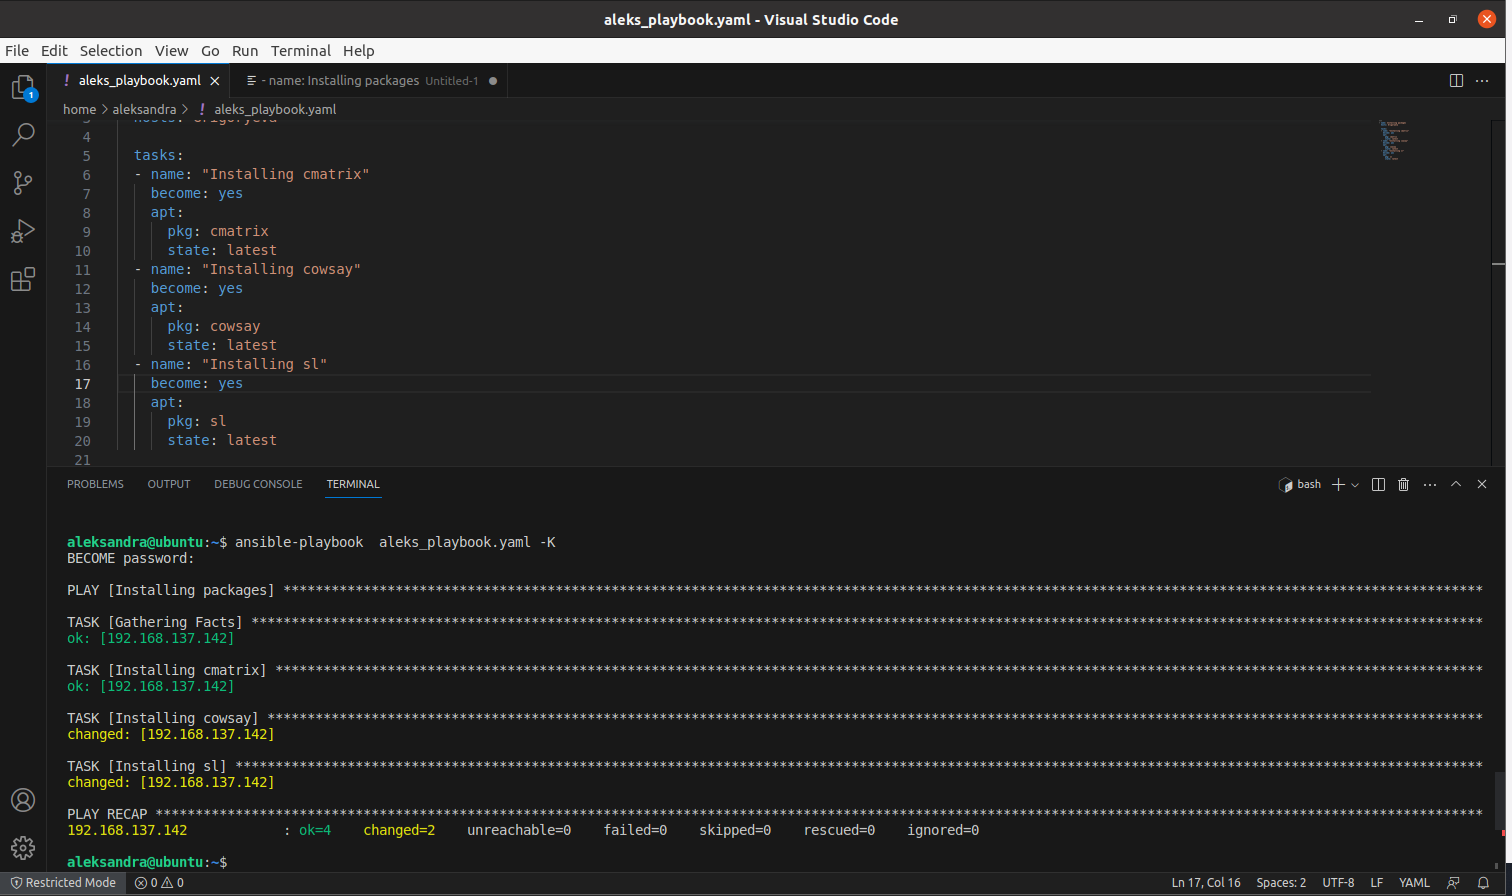 aleks_playbook.yaml - Visual Studio Code
File Edit Selection View Go Run Terminal Help
! aleks_playbook.yaml × - name: Installing packages Untitled-1 ● ···
1
home > aleksandra > ! aleks_playbook.yaml
4
5 tasks:
6 - name: "Installing cmatrix"
7 become: yes
8 apt:
9 pkg: cmatrix
10 state: latest
11 - name: "Installing cowsay"
12 become: yes
13 apt:
14 pkg: cowsay
15 state: latest
16 - name: "Installing sl"
17 become: yes
18 apt:
19 pkg: sl
20 state: latest
21
PROBLEMS OUTPUT DEBUG CONSOLE TERMINAL bash
aleksandra@ubuntu:~$ ansible-playbook  aleks_playbook.yaml -K
BECOME password:
PLAY [Installing packages] ******************************************************************************************************************************************************
TASK [Gathering Facts] **********************************************************************************************************************************************************
ok: [192.168.137.142]
TASK [Installing cmatrix] *******************************************************************************************************************************************************
ok: [192.168.137.142]
TASK [Installing cowsay] ********************************************************************************************************************************************************
changed: [192.168.137.142]
TASK [Installing sl] ************************************************************************************************************************************************************
changed: [192.168.137.142]
PLAY RECAP **********************************************************************************************************************************************************************
192.168.137.142 : ok=4 changed=2 unreachable=0 failed=0 skipped=0 rescued=0 ignored=0
aleksandra@ubuntu:~$
Restricted Mode 0 0 Ln 17, Col 16 Spaces: 2 UTF-8 LF YAML